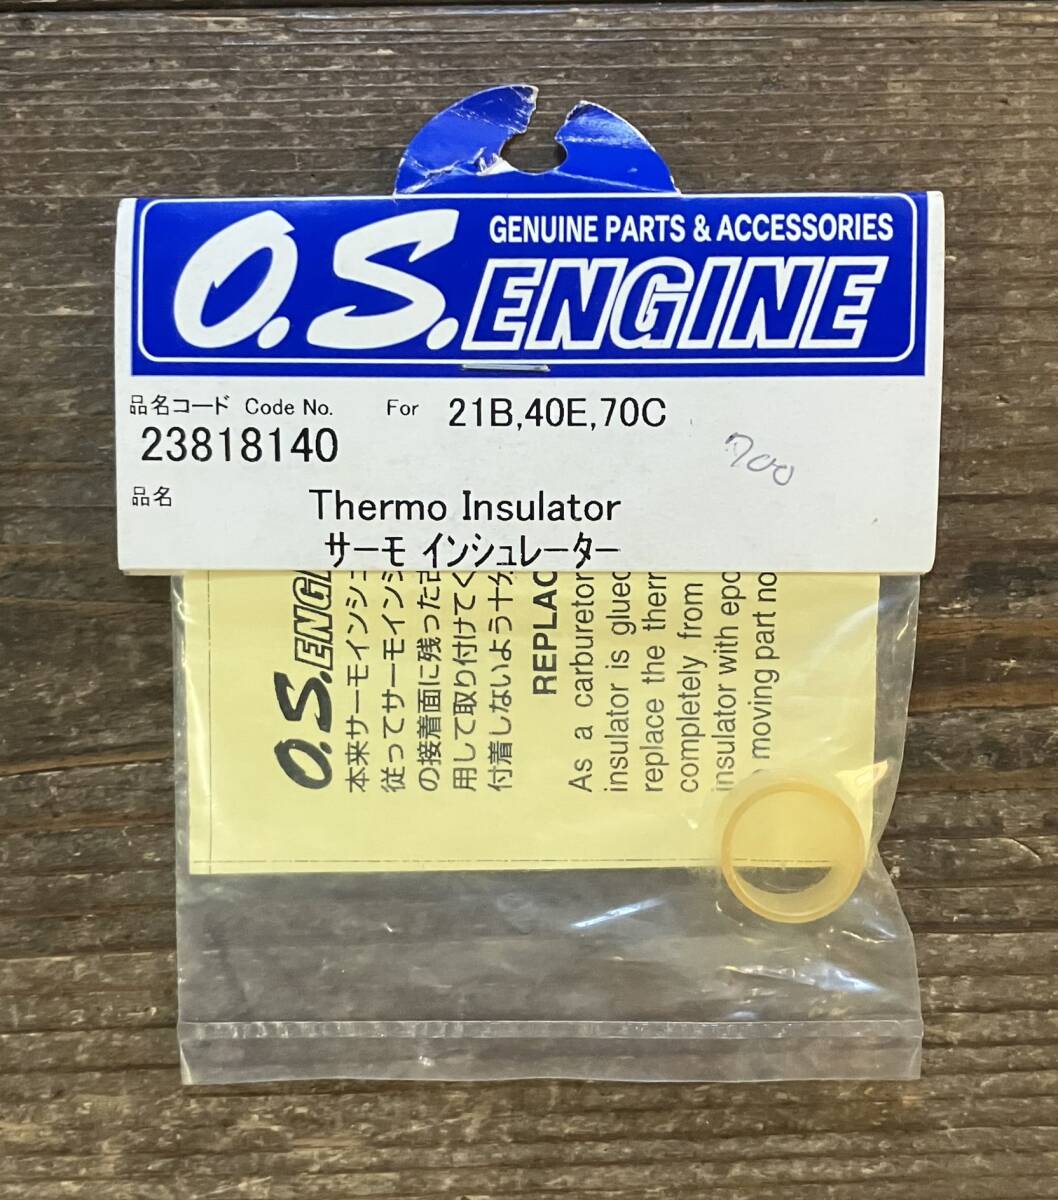 GENUINE PARTS & ACCESSORIES
O.S. ENGINE
品名コード Code No.
For 21B,40E,70C
23818140
700
品名
Thermo Insulator
サーモ インシュレーター
O.S. ENGI
本来サーモインシュ
従ってサーモインシ
の接着面に残った
用して取り付けてく
付着しないよう十分
REPLAC
As a carburetor
insulator is glued
replace the therm
completely from
insulator with epo
moving part no